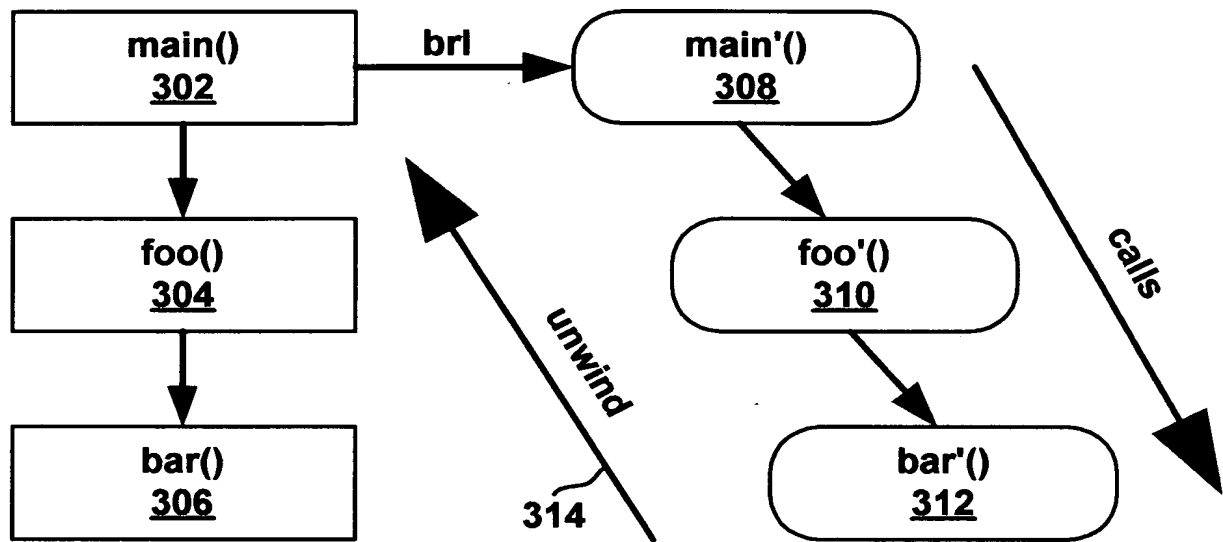 main()
302
brl
main'()
308
foo()
304
foo'()
310
calls
unwind
bar()
306
314
bar'()
312